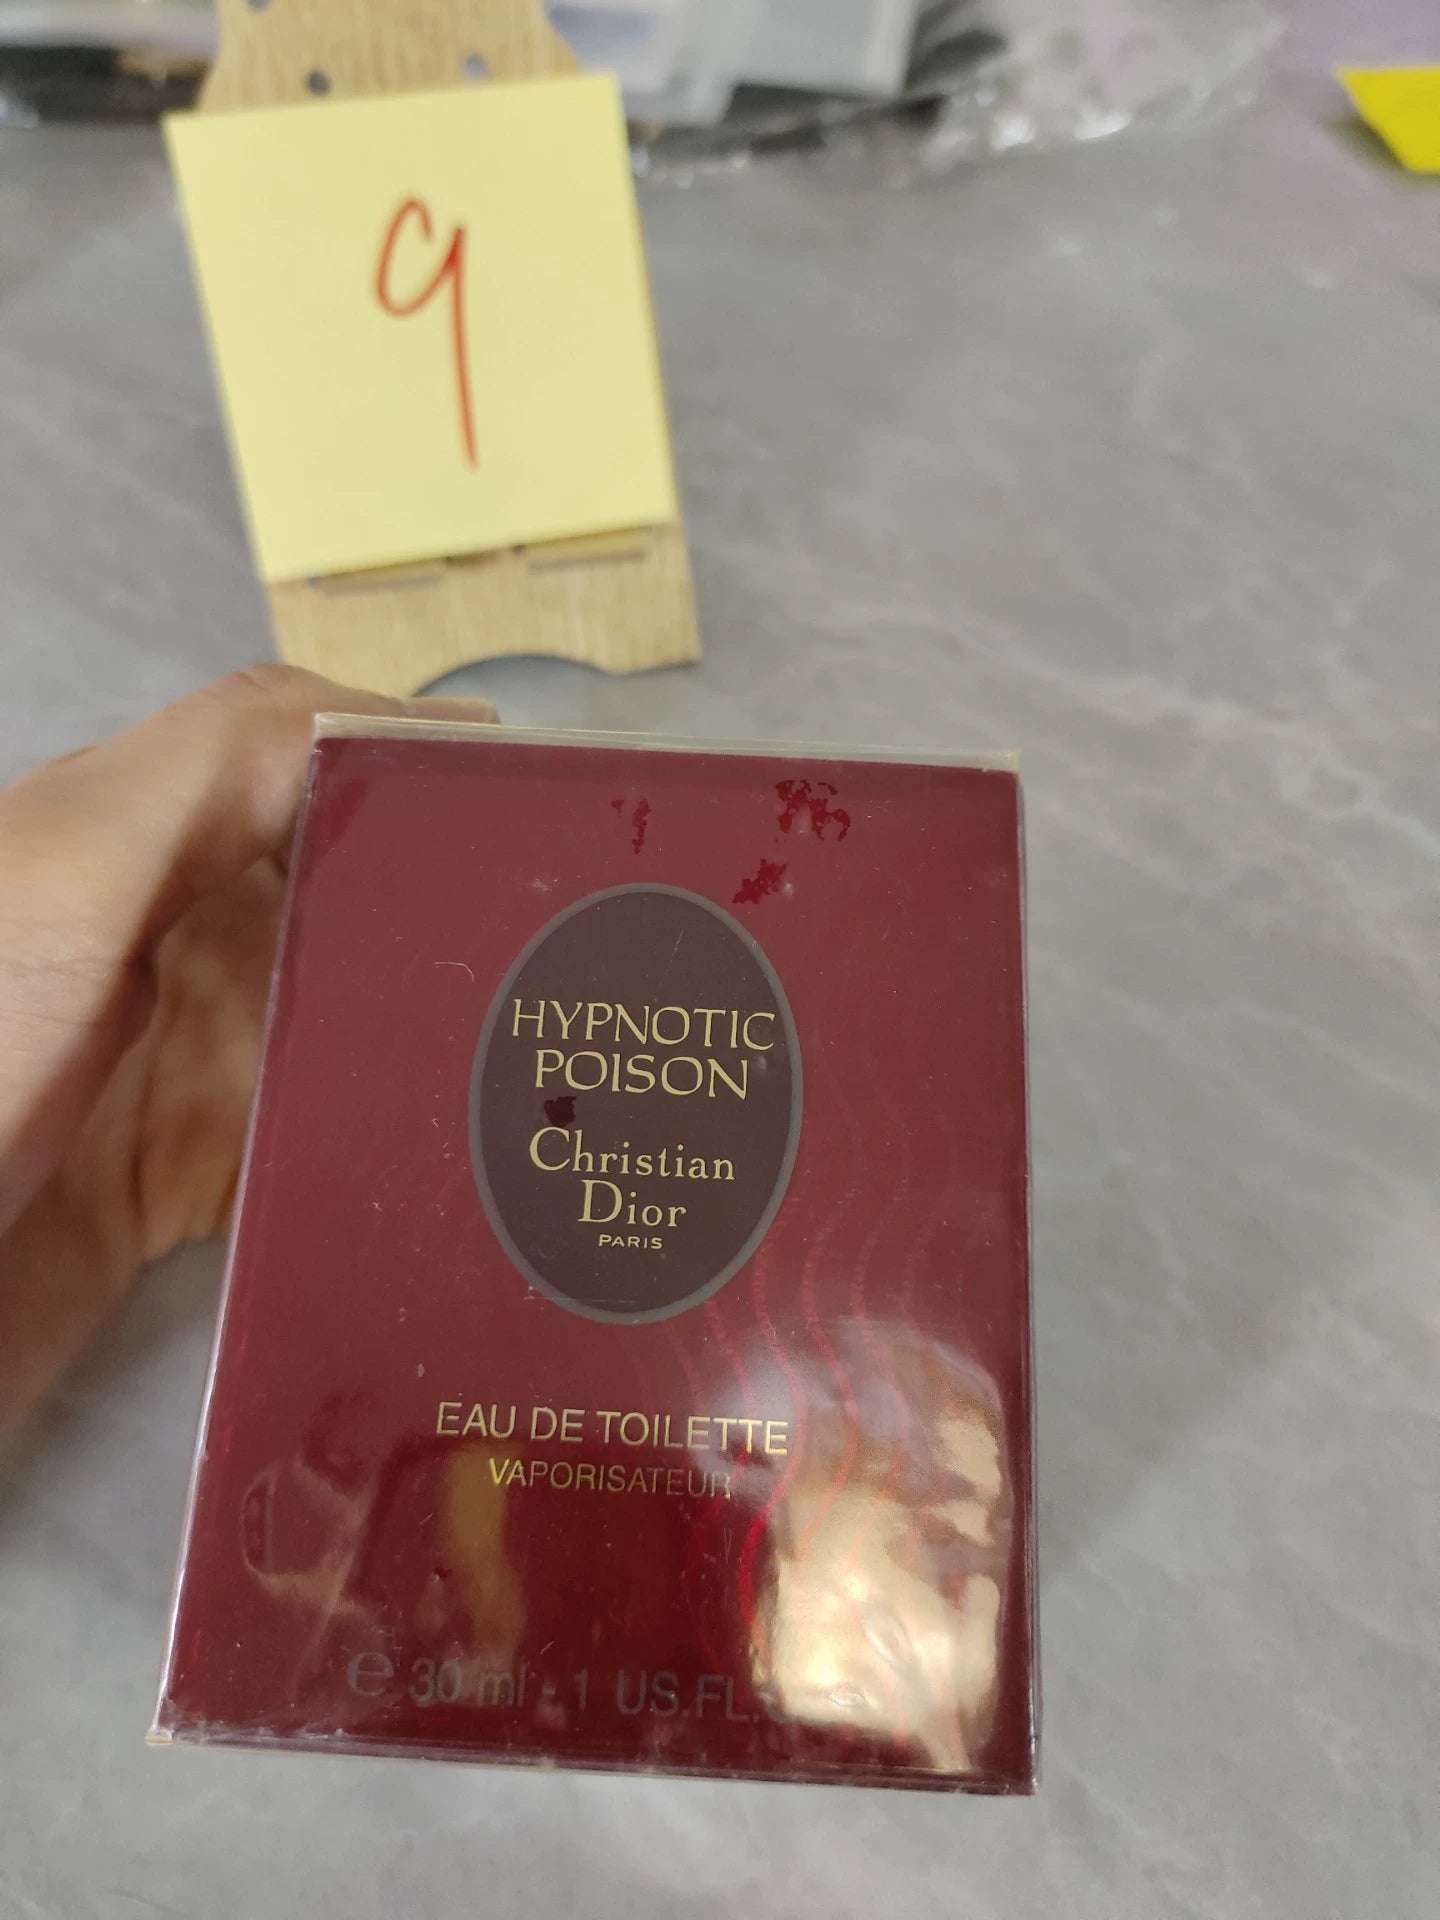 9
HYPNOTIC
POISON
Christian
Dior
PARIS
EAU DE TOILETTE
VAPORISATEUR
e 30 ml - 1 US.FL.